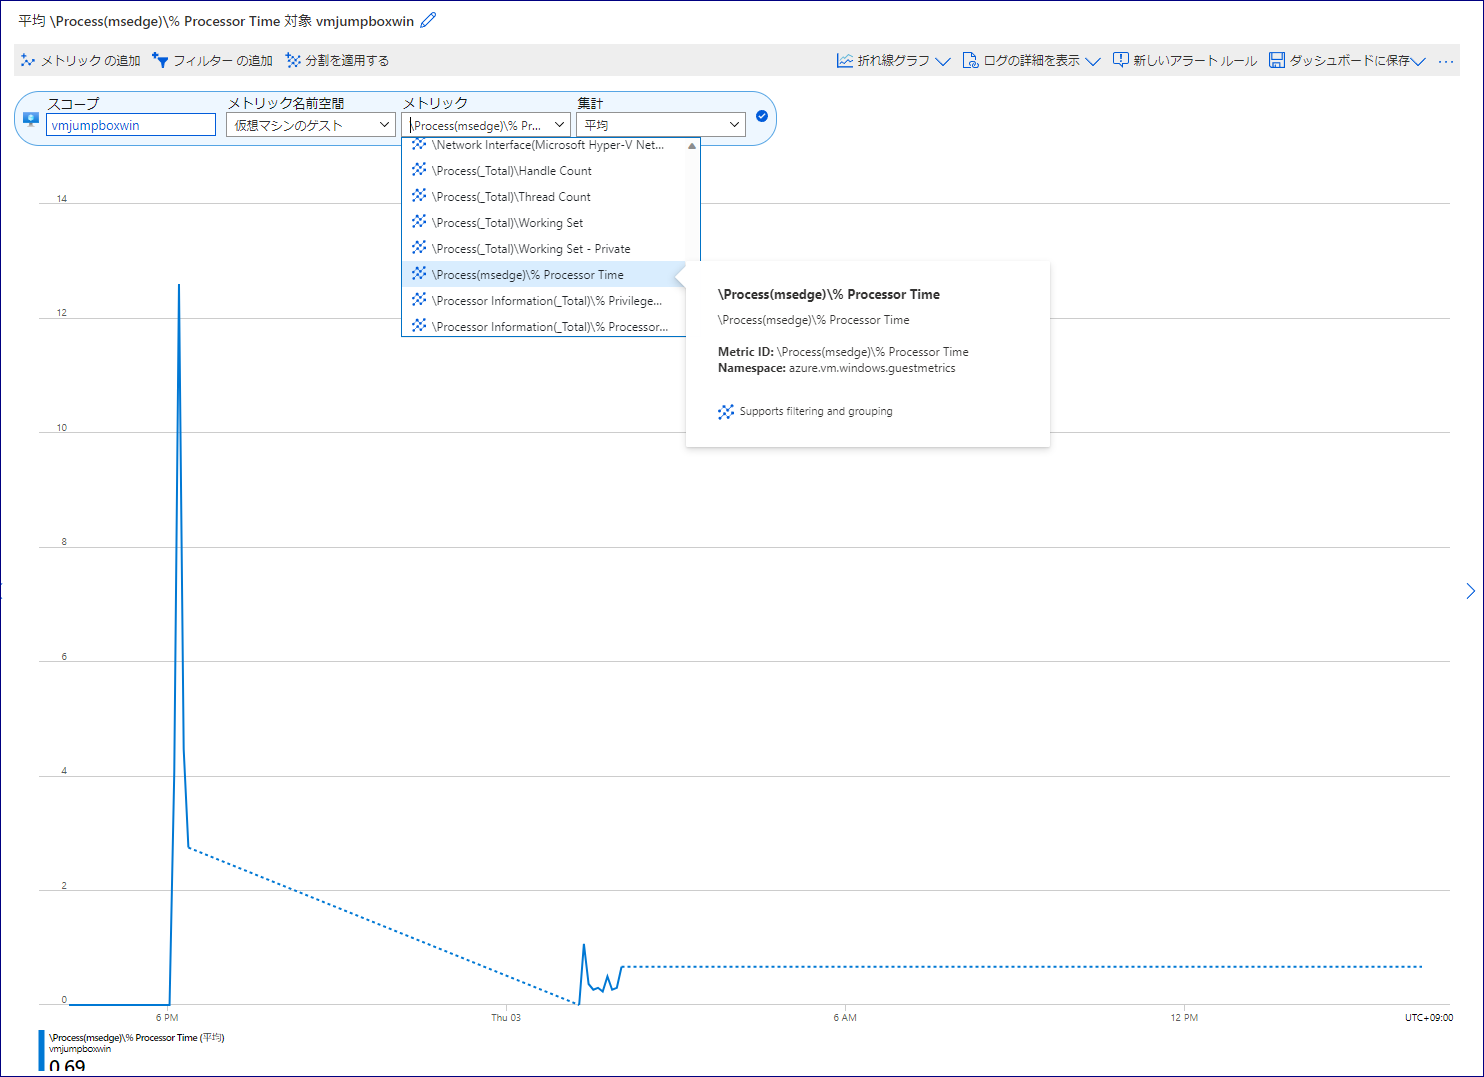 平均 \Process(msedge)\% Processor Time 対象 vmjumpboxwin
メトリック の追加 フィルター の追加 分割を適用する 折れ線グラフ ログの詳細を表示 新しいアラート ルール ダッシュボードに保存 ...
スコープ メトリック名前空間 メトリック 集計
vmjumpboxwin 仮想マシンのゲスト \Process(msedge)\% Pr... 平均
\Network Interface(Microsoft Hyper-V Net...
\Process(_Total)\Handle Count
\Process(_Total)\Thread Count
\Process(_Total)\Working Set
\Process(_Total)\Working Set - Private
\Process(msedge)\% Processor Time
\Processor Information(_Total)\% Privilege...
\Processor Information(_Total)\% Processor...
\Process(msedge)\% Processor Time
\Process(msedge)\% Processor Time
Metric ID: \Process(msedge)\% Processor Time
Namespace: azure.vm.windows.guestmetrics
Supports filtering and grouping
14
12
10
8
6
4
2
0
6 PM Thu 03 6 AM 12 PM UTC+09:00
\Process(msedge)\% Processor Time (平均)
vmjumpboxwin
0.69